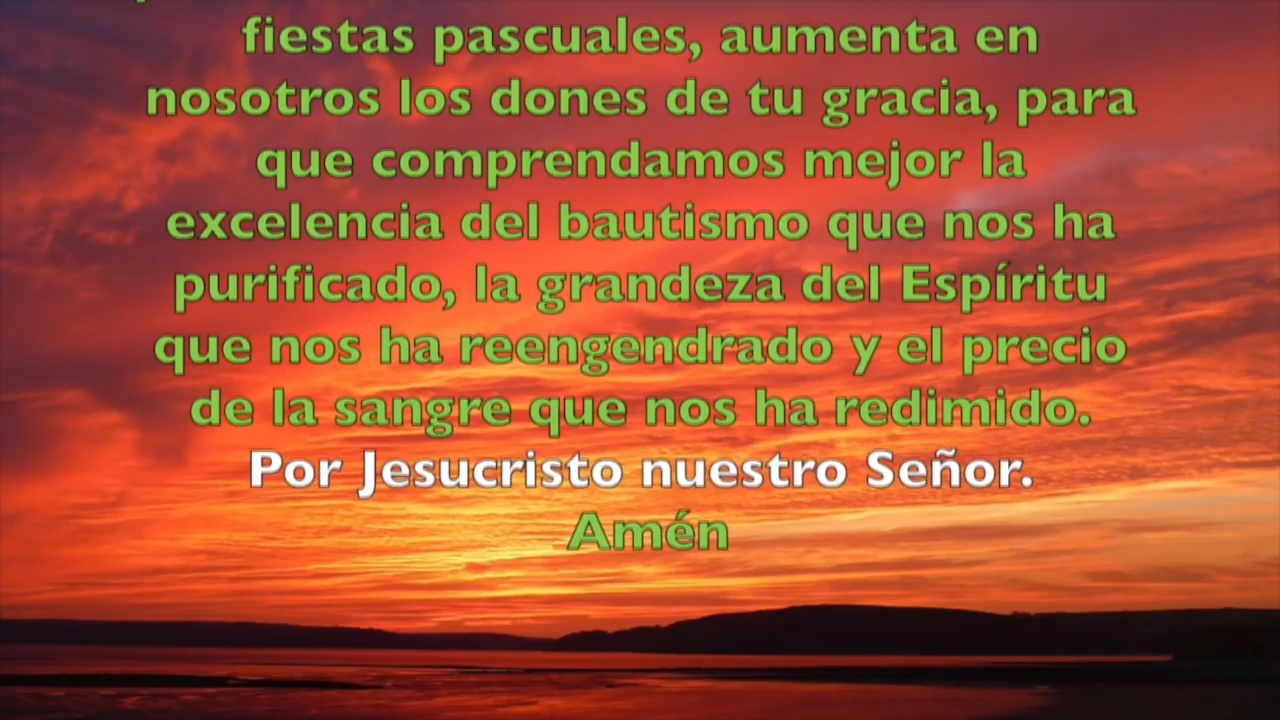 fiestas pascuales, aumenta en
nosotros los dones de tu gracia, para
que comprendamos mejor la
excelencia del bautismo que nos ha
purificado, la grandeza del Espíritu
que nos ha reengendrado y el precio
de la sangre que nos ha redimido.
Por Jesucristo nuestro Señor.
Amén